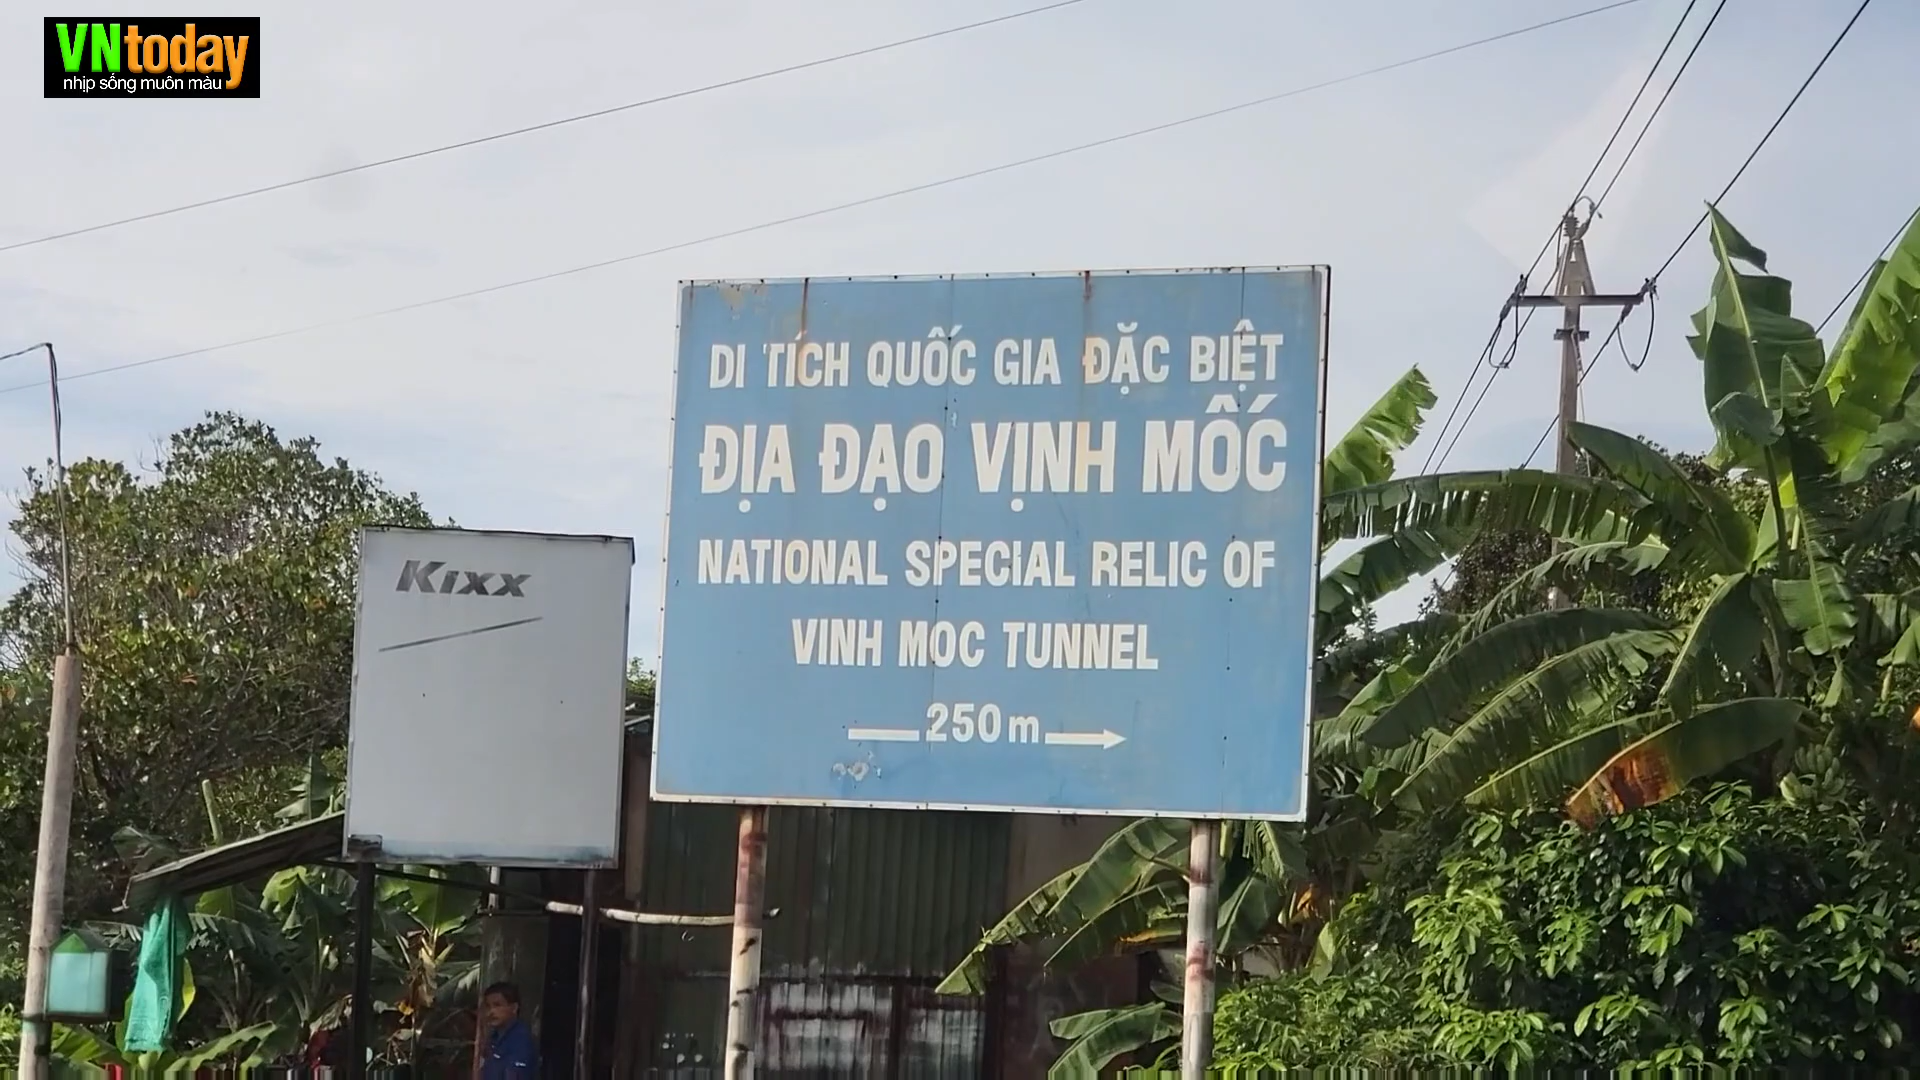 VNtoday
nhịp sống muôn màu
DI TÍCH QUỐC GIA ĐẶC BIỆT
ĐỊA ĐẠO VỊNH MỐC
NATIONAL SPECIAL RELIC OF
VINH MOC TUNNEL
250m
Kixx